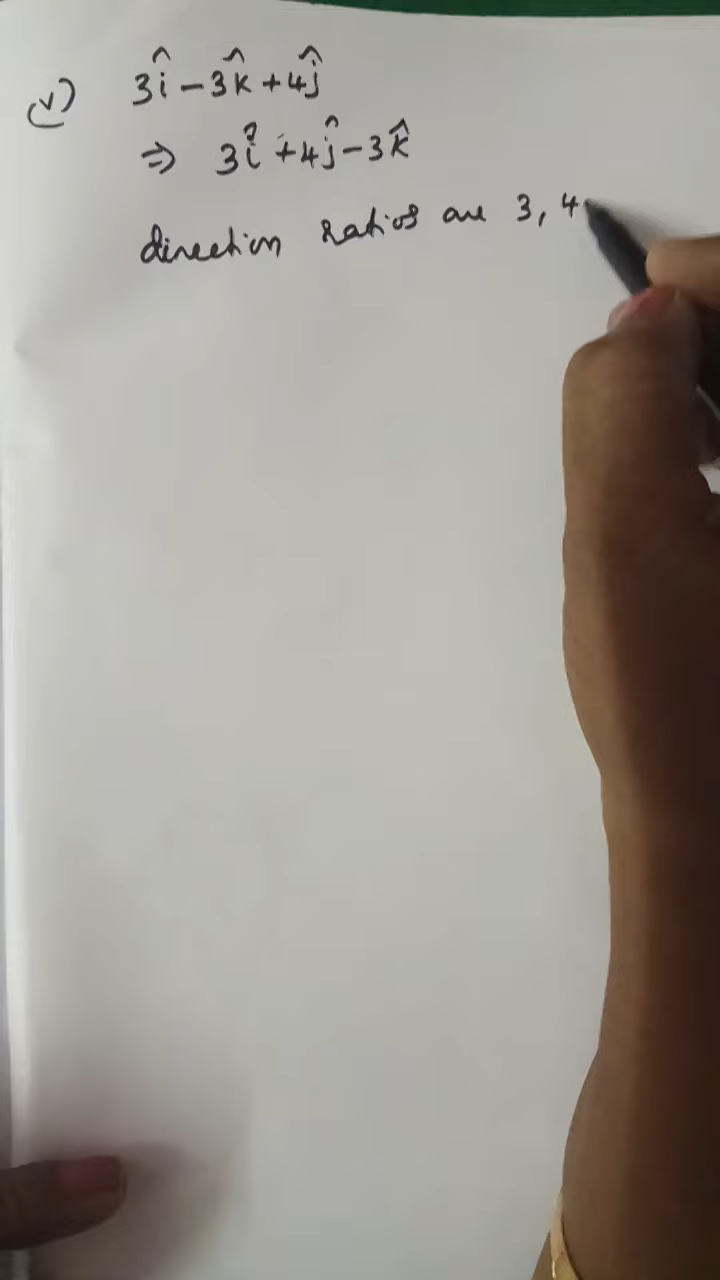 (v) 3î - 3k̂ + 4ĵ
⇒ 3î + 4ĵ - 3k̂
direction ratios are 3, 4